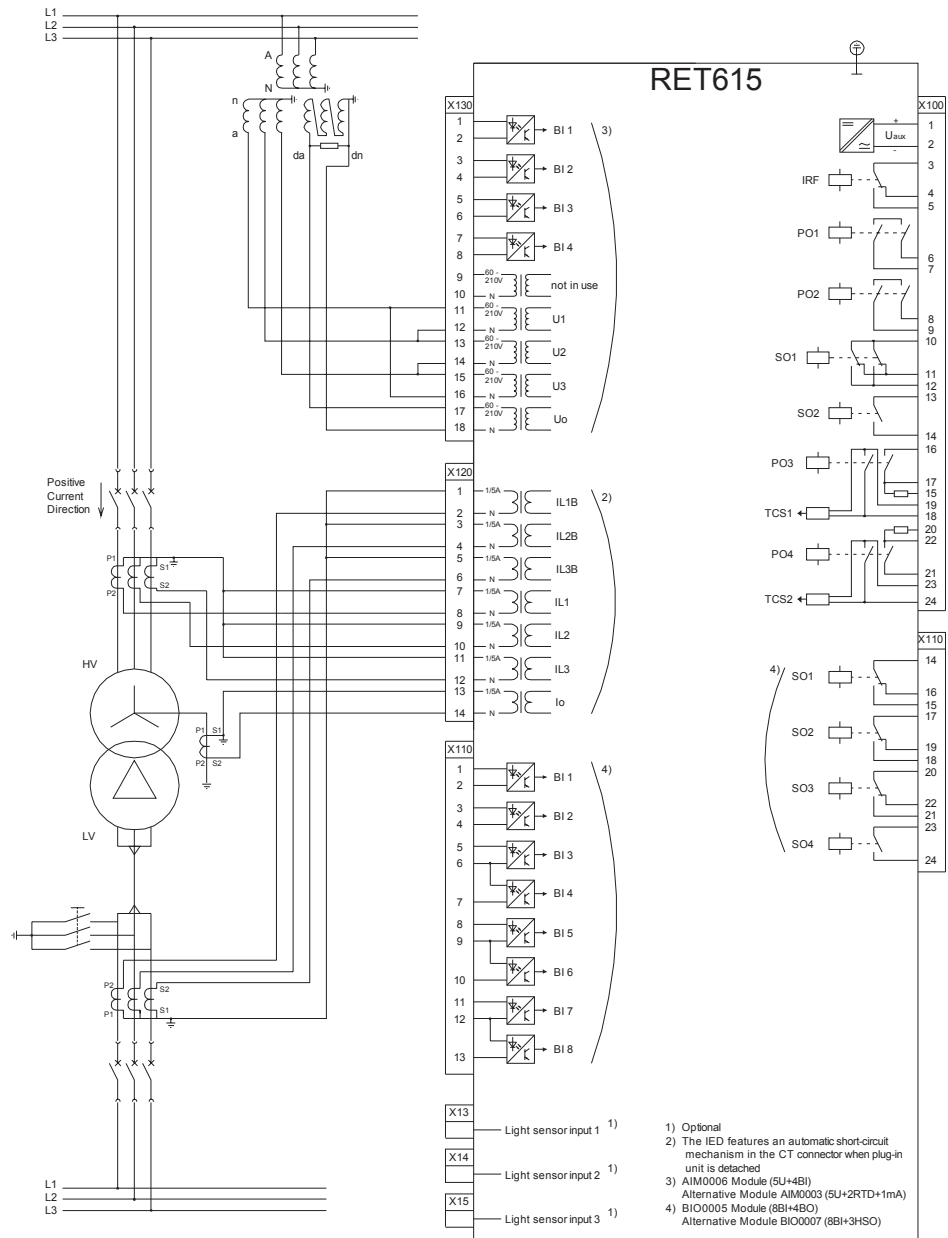 L1
L2
L3
A
N
n
a
da
dn
RET615
X130
1
2
BI 1
3)
3
4
BI 2
5
6
BI 3
7
8
BI 4
9
10
60 -
210V
N
not in use
11
12
60 -
210V
N
U1
13
14
60 -
210V
N
U2
15
16
60 -
210V
N
U3
17
18
60 -
210V
N
Uo
X100
1
2
+
Uaux
-
3
IRF
4
5
PO1
6
7
PO2
8
9
10
SO1
11
12
13
SO2
14
16
PO3
17
15
19
TCS1
18
20
22
PO4
21
23
TCS2
24
Positive
Current
Direction
X120
1
2
1/5A
N
IL1B
2)
3
4
1/5A
N
IL2B
5
6
1/5A
N
IL3B
7
8
1/5A
N
IL1
9
10
1/5A
N
IL2
11
12
1/5A
N
IL3
13
14
1/5A
N
Io
P1
P2
S1
S2
HV
P1
S1
P2
S2
LV
P2
P1
S2
S1
X110
1
2
BI 1
4)
3
4
BI 2
5
6
BI 3
7
BI 4
8
9
BI 5
10
BI 6
11
12
BI 7
13
BI 8
X110
4)
14
SO1
16
15
17
SO2
19
18
20
SO3
22
21
23
SO4
24
X13
Light sensor input 1 1)
X14
Light sensor input 2 1)
X15
Light sensor input 3 1)
L1
L2
L3
1) Optional
2) The IED features an automatic short-circuit
mechanism in the CT connector when plug-in
unit is detached
3) AIM0006 Module (5U+4BI)
Alternative Module AIM0003 (5U+2RTD+1mA)
4) BIO0005 Module (8BI+4BO)
Alternative Module BIO0007 (8BI+3HSO)